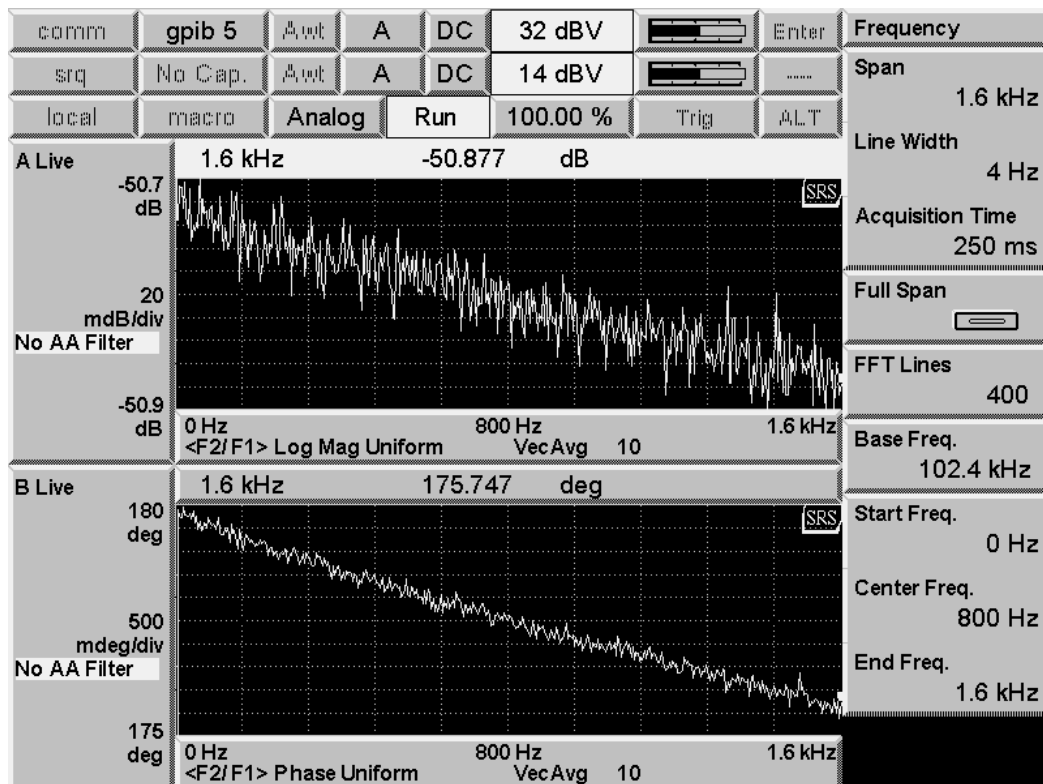 comm gpib 5 Awt A DC 32 dBV Enter
srq No Cap. Awt A DC 14 dBV ----
local macro Analog Run 100.00 % Trig ALT
A Live
1.6 kHz -50.877 dB
-50.7
dB
SRS
20
mdB/div
No AA Filter
-50.9
dB
0 Hz 800 Hz 1.6 kHz
<F2/F1> Log Mag Uniform VecAvg 10
B Live
1.6 kHz 175.747 deg
180
deg
SRS
500
mdeg/div
No AA Filter
175
deg
0 Hz 800 Hz 1.6 kHz
<F2/F1> Phase Uniform VecAvg 10
Frequency
Span
1.6 kHz
Line Width
4 Hz
Acquisition Time
250 ms
Full Span
FFT Lines
400
Base Freq.
102.4 kHz
Start Freq.
0 Hz
Center Freq.
800 Hz
End Freq.
1.6 kHz